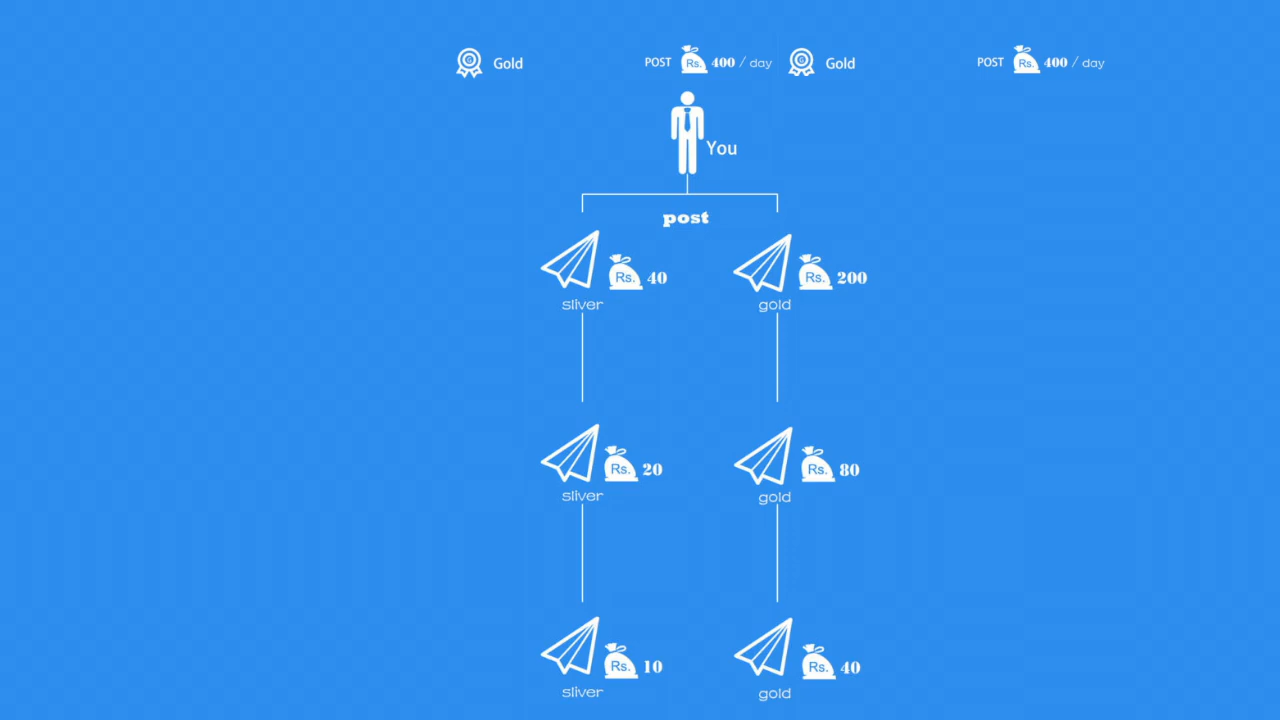 Gold POST Rs. 400 / day Gold POST Rs. 400 / day
You
post
Rs. 40 Rs. 200
sliver gold
Rs. 20 Rs. 80
sliver gold
Rs. 10 Rs. 40
sliver gold